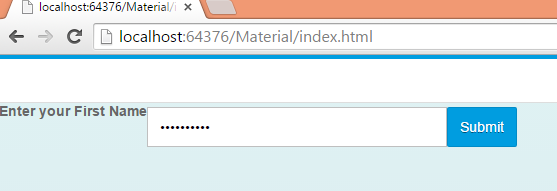 localhost:64376/Material/i
localhost:64376/Material/index.html
Enter your First Name
••••••••••
Submit